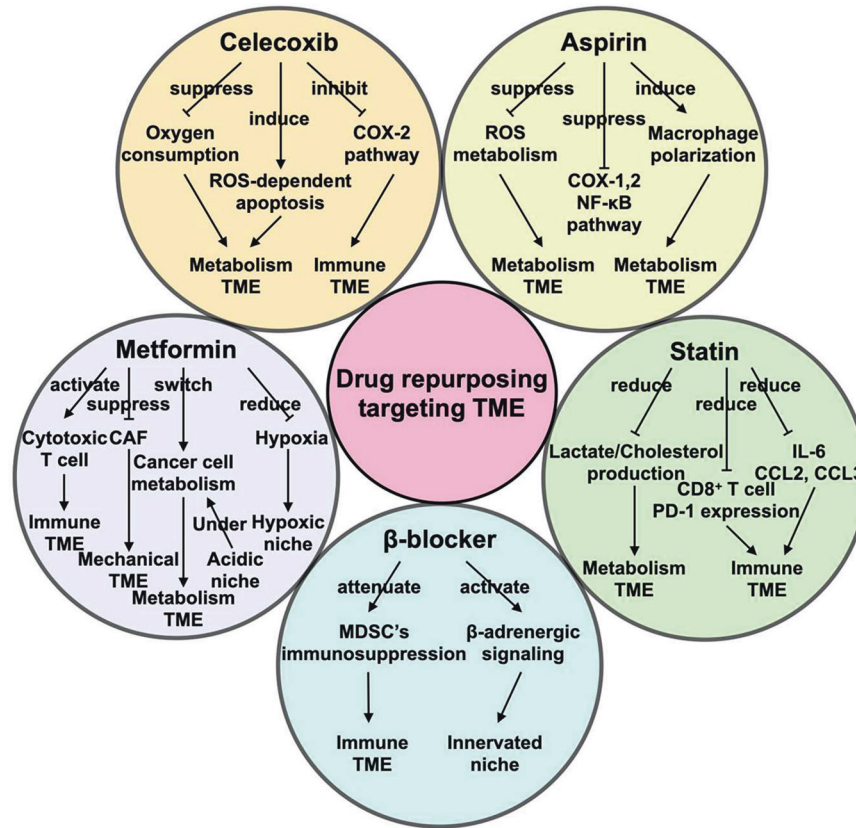 Celecoxib
suppress
inhibit
induce
Oxygen
consumption
COX-2
pathway
ROS-dependent
apoptosis
Metabolism
TME
Immune
TME
Aspirin
suppress
induce
suppress
ROS
metabolism
Macrophage
polarization
COX-1,2
NF-κB
pathway
Metabolism
TME
Metabolism
TME
Drug repurposing
targeting TME
Metformin
activate
switch
suppress
reduce
Cytotoxic
T cell
CAF
Hypoxia
Cancer cell
metabolism
Immune
TME
Under
Hypoxic
niche
Mechanical
TME
Acidic
niche
Metabolism
TME
Statin
reduce
reduce
reduce
Lactate/Cholesterol
production
IL-6
CCL2, CCL3
CD8⁺ T cell
PD-1 expression
Metabolism
TME
Immune
TME
β-blocker
attenuate
activate
MDSC's
immunosuppression
β-adrenergic
signaling
Immune
TME
Innervated
niche